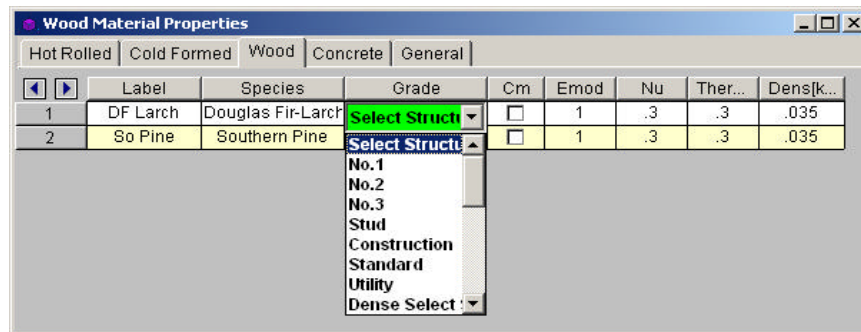 Wood Material Properties
Hot Rolled Cold Formed Wood Concrete General
Label Species Grade Cm Emod Nu Ther... Dens[k...
1 DF Larch Douglas Fir-Larch Select Structu 1 .3 .3 .035
2 So Pine Southern Pine 1 .3 .3 .035
Select Structu
No.1
No.2
No.3
Stud
Construction
Standard
Utility
Dense Select